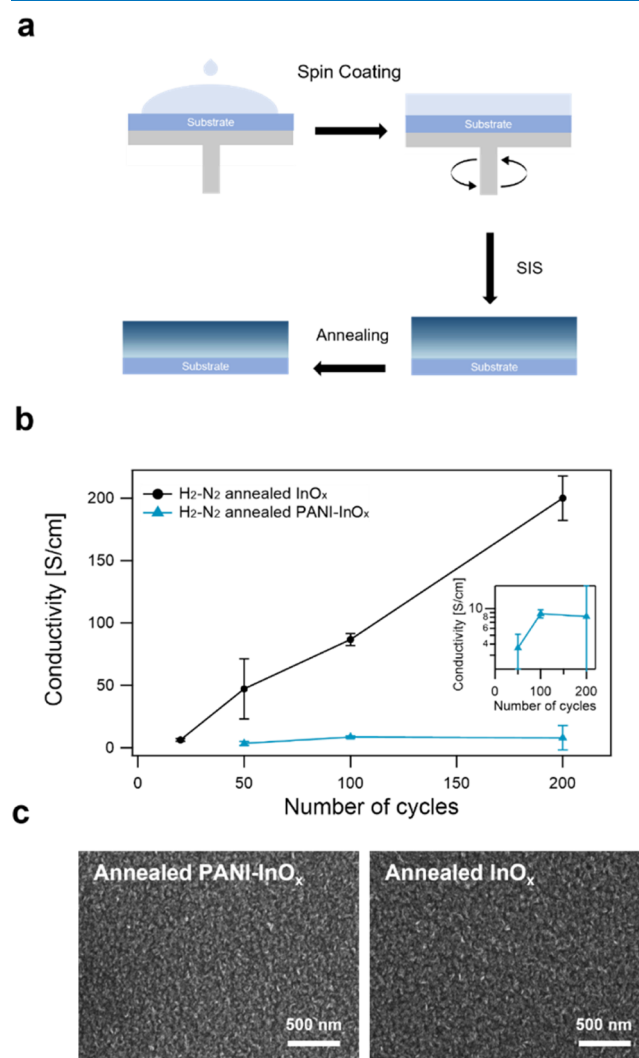 a
Spin Coating
Substrate
Substrate
SIS
Annealing
Substrate
Substrate
b
Conductivity [S/cm]
200
150
100
50
0
H₂-N₂ annealed InOₓ
H₂-N₂ annealed PANI-InOₓ
Conductivity [S/cm]
10
8
6
4
0 100 200
Number of cycles
0 50 100 150 200
Number of cycles
c
Annealed PANI-InOₓ
500 nm
Annealed InOₓ
500 nm